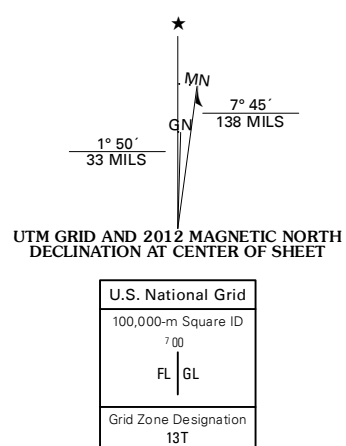 ★
MN
GN
7° 45´
138 MILS
1° 50´
33 MILS
UTM GRID AND 2012 MAGNETIC NORTH
DECLINATION AT CENTER OF SHEET
U.S. National Grid
100,000-m Square ID
7 00
FL GL
Grid Zone Designation
13T